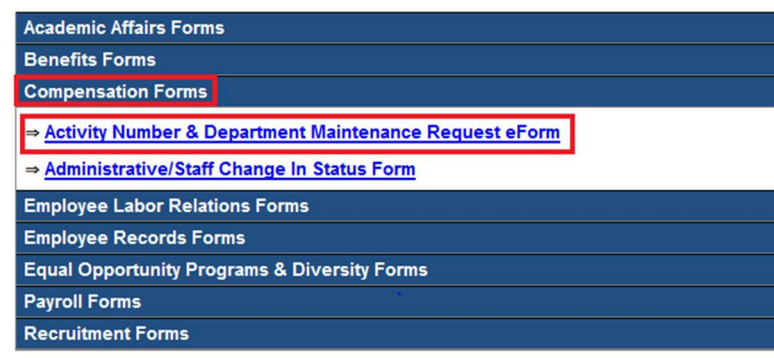 Academic Affairs Forms
Benefits Forms
Compensation Forms
⇒ Activity Number & Department Maintenance Request eForm
⇒ Administrative/Staff Change In Status Form
Employee Labor Relations Forms
Employee Records Forms
Equal Opportunity Programs & Diversity Forms
Payroll Forms
Recruitment Forms